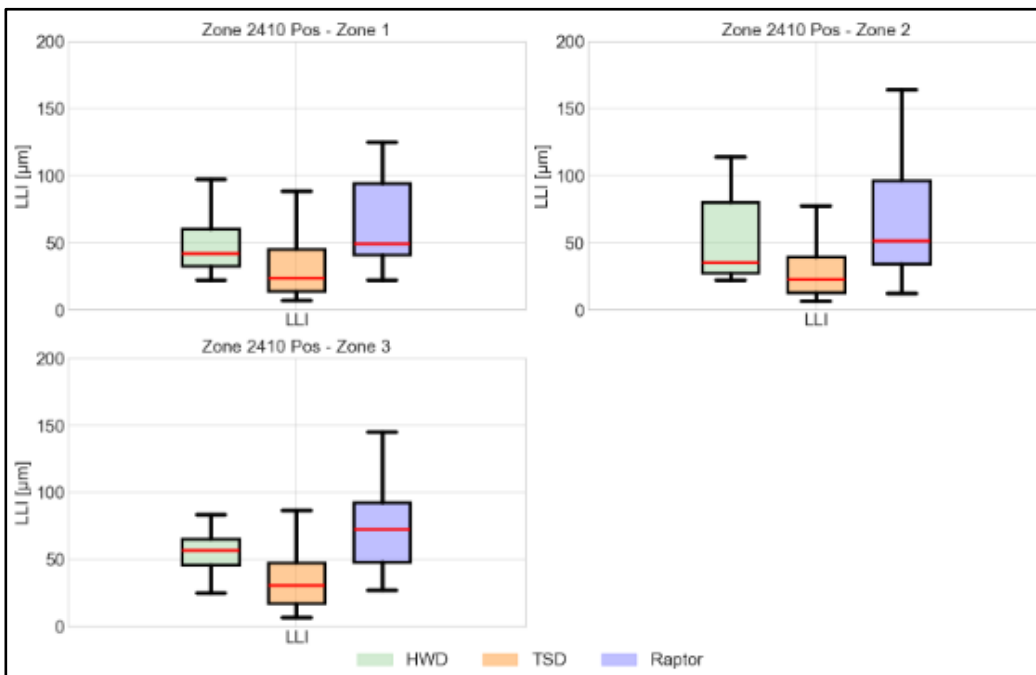 Zone 2410 Pos - Zone 1
200
150
100
50
0
LLI [µm]
LLI
Zone 2410 Pos - Zone 2
200
150
100
50
0
LLI [µm]
LLI
Zone 2410 Pos - Zone 3
200
150
100
50
0
LLI [µm]
LLI
HWD TSD Raptor